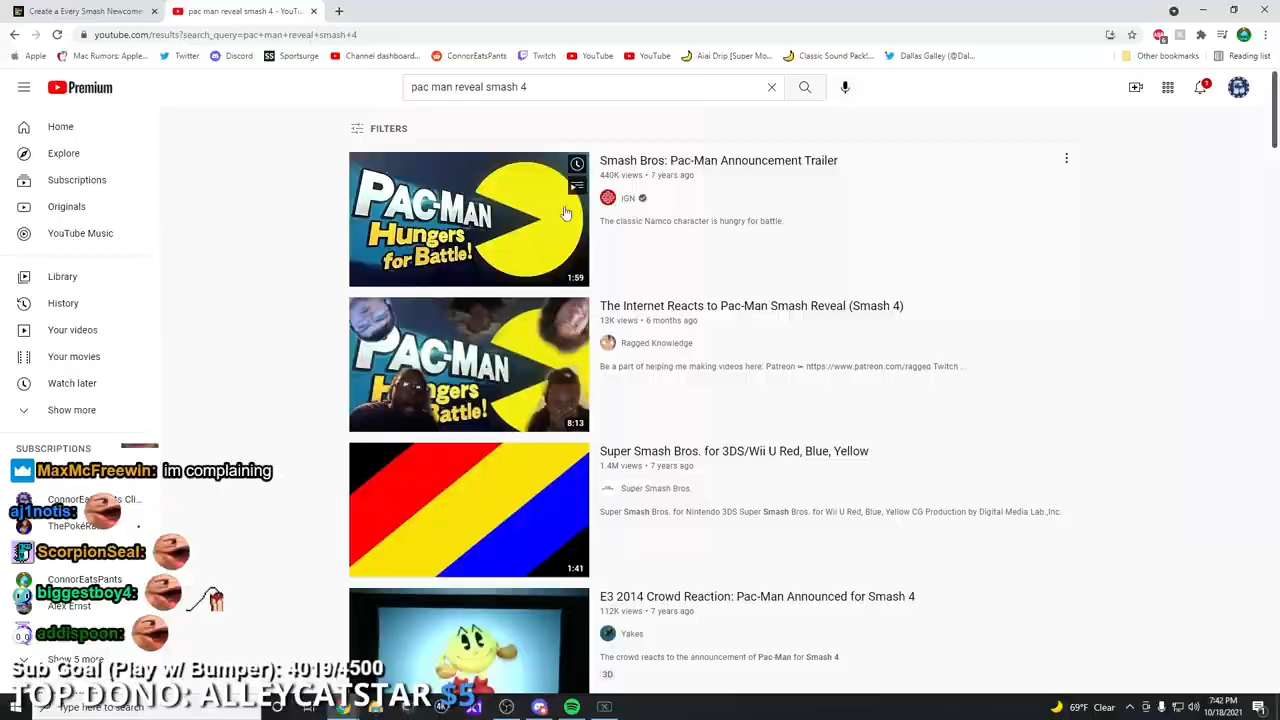 Create a Every Smash Newcome
pac man reveal smash 4 - YouTu
youtube.com/results?search_query=pac+man+reveal+smash+4
Apple
Mac Rumors: Apple...
Twitter
Discord
Sportsurge
Channel dashboard...
ConnorEatsPants
Twitch
YouTube
YouTube
Aiai Drip [Super Mo...
Classic Sound Pack!...
Dallas Galley (@Dal...
Other bookmarks
Reading list
Premium
pac man reveal smash 4
1
Home
Explore
Subscriptions
Originals
YouTube Music
Library
History
Your videos
Your movies
Watch later
Show more
SUBSCRIPTIONS
ConnorEatsPants Cli...
ConnorEatsPants
Alex Ernst
Show 5 more
FILTERS
PAC-MAN
Hungers
for Battle!
1:59
Smash Bros: Pac-Man Announcement Trailer
440K views • 7 years ago
IGN
The classic Namco character is hungry for battle.
PAC-MAN
8:13
The Internet Reacts to Pac-Man Smash Reveal (Smash 4)
13K views • 6 months ago
Ragged Knowledge
Be a part of helping me making videos here: Patreon ► https://www.patreon.com/ragged Twitch ...
1:41
Super Smash Bros. for 3DS/Wii U Red, Blue, Yellow
1.4M views • 7 years ago
Super Smash Bros.
Super Smash Bros. for Nintendo 3DS Super Smash Bros. for Wii U Red, Blue, Yellow CG Production by Digital Media Lab.,Inc.
E3 2014 Crowd Reaction: Pac-Man Announced for Smash 4
112K views • 7 years ago
Yakes
The crowd reacts to the announcement of Pac-Man for Smash 4
3D
MaxMcFreewin: im complaining
aj1notis:
ScorpionSeal:
biggestboy4:
addispoon:
Sub Goal (Play w/ Bumper): 4019/4500
TOP DONO: ALLEYCATSTAR $5
Type here to search
69°F Clear
7:42 PM
10/18/2021